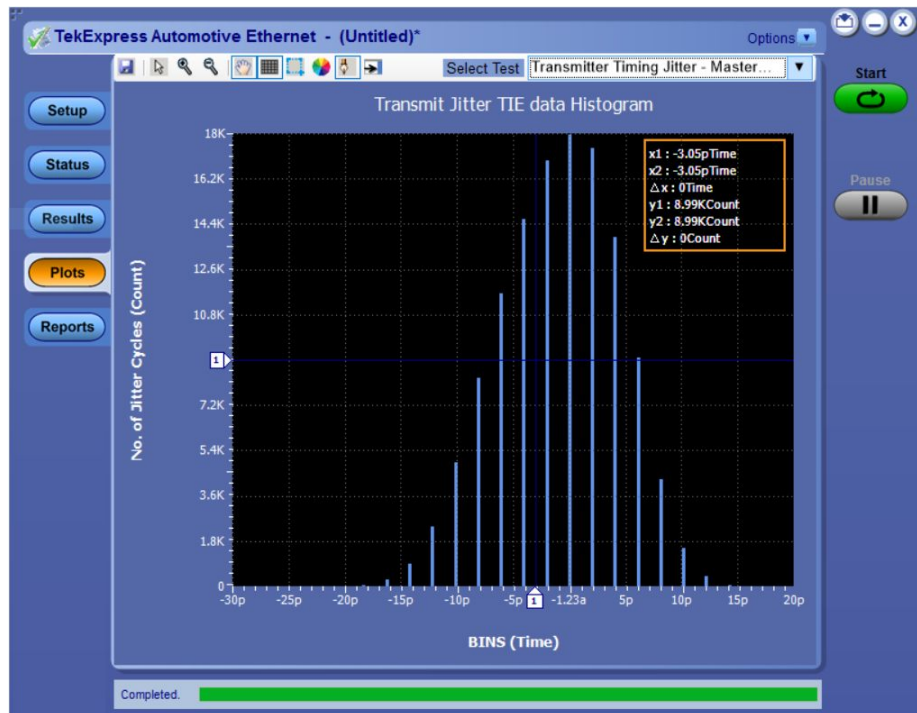 TekExpress Automotive Ethernet - (Untitled)*
Options
Select Test
Transmitter Timing Jitter - Master...
Start
Pause
Setup
Status
Results
Plots
Reports
Transmit Jitter TIE data Histogram
No. of Jitter Cycles (Count)
18K
16.2K
14.4K
12.6K
10.8K
1
7.2K
5.4K
3.6K
1.8K
0
x1 : -3.05pTime
x2 : -3.05pTime
Δx : 0Time
y1 : 8.99KCount
y2 : 8.99KCount
Δy : 0Count
-30p -25p -20p -15p -10p -5p 1 -1.23a 5p 10p 15p 20p
BINS (Time)
Completed.